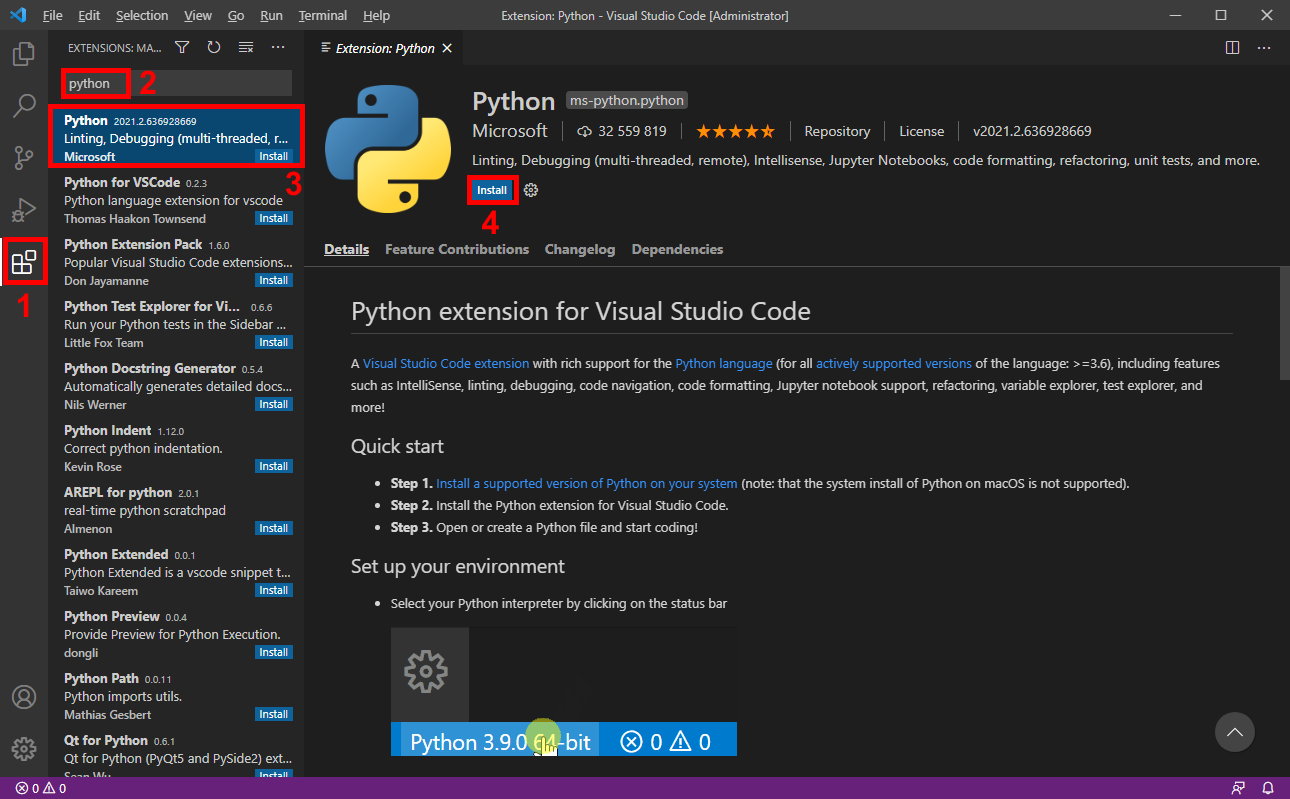 File Edit Selection View Go Run Terminal Help
Extension: Python - Visual Studio Code [Administrator]
EXTENSIONS: MA...
python
2
Python 2021.2.636928669
Linting, Debugging (multi-threaded, r...
Microsoft Install
3
Python for VSCode 0.2.3
Python language extension for vscode
Thomas Haakon Townsend Install
Python Extension Pack 1.6.0
Popular Visual Studio Code extensions...
Don Jayamanne Install
1
Python Test Explorer for Vi... 0.6.6
Run your Python tests in the Sidebar ...
Little Fox Team Install
Python Docstring Generator 0.5.4
Automatically generates detailed docs...
Nils Werner Install
Python Indent 1.12.0
Correct python indentation.
Kevin Rose Install
AREPL for python 2.0.1
real-time python scratchpad
Almenon Install
Python Extended 0.0.1
Python Extended is a vscode snippet t...
Taiwo Kareem Install
Python Preview 0.0.4
Provide Preview for Python Execution.
dongli Install
Python Path 0.0.11
Python imports utils.
Mathias Gesbert Install
Qt for Python 0.6.1
Qt for Python (PyQt5 and PySide2) ext...
Sean Wu Install
Extension: Python
Python ms-python.python
Microsoft 32 559 819 Repository License v2021.2.636928669
Linting, Debugging (multi-threaded, remote), Intellisense, Jupyter Notebooks, code formatting, refactoring, unit tests, and more.
Install
4
Details Feature Contributions Changelog Dependencies
Python extension for Visual Studio Code
A Visual Studio Code extension with rich support for the Python language (for all actively supported versions of the language: >=3.6), including features
such as IntelliSense, linting, debugging, code navigation, code formatting, Jupyter notebook support, refactoring, variable explorer, test explorer, and
more!
Quick start
• Step 1. Install a supported version of Python on your system (note: that the system install of Python on macOS is not supported).
• Step 2. Install the Python extension for Visual Studio Code.
• Step 3. Open or create a Python file and start coding!
Set up your environment
• Select your Python interpreter by clicking on the status bar
Python 3.9.0 64-bit 0 0
0 0